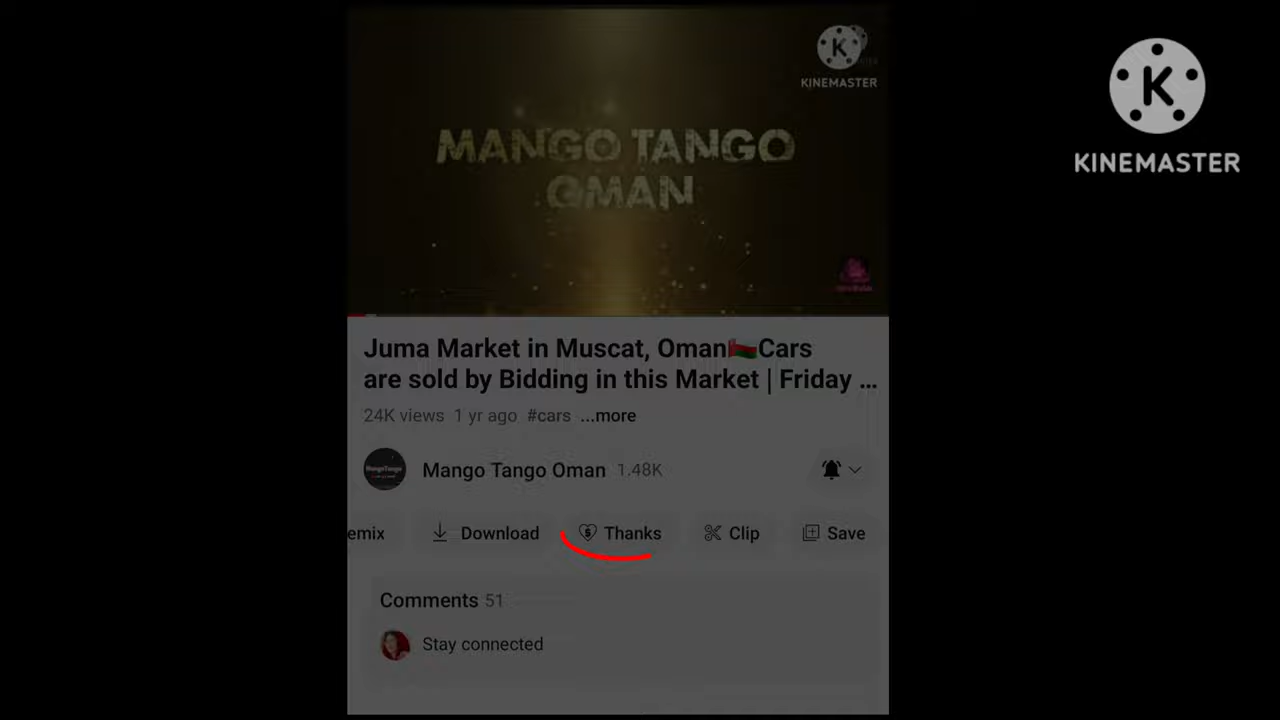 KINEMASTER
KINEMASTER
MANGO TANGO
OMAN
Juma Market in Muscat, Oman🇴🇲Cars
are sold by Bidding in this Market | Friday ...
24K views 1 yr ago #cars ...more
Mango Tango Oman 1.48K
emix Download Thanks Clip Save
Comments 51
Stay connected